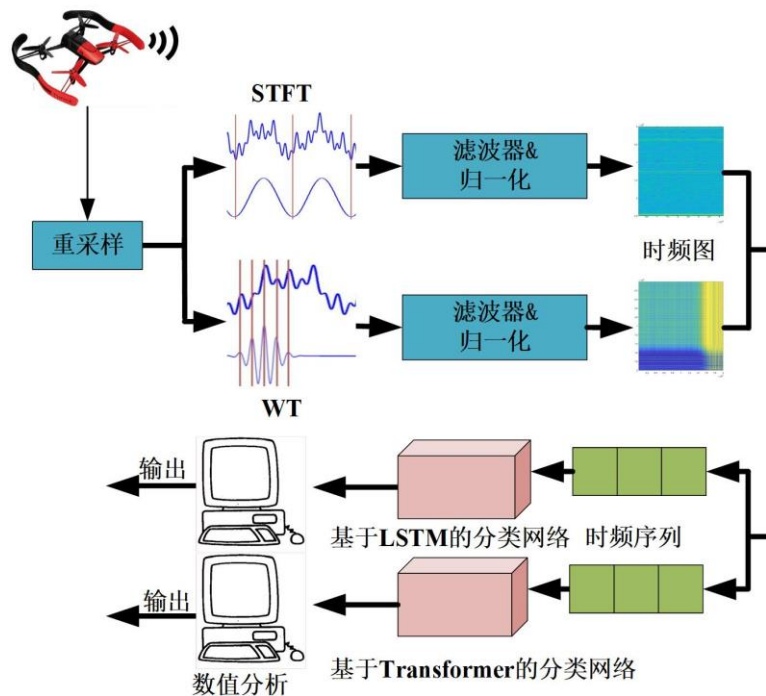 STFT
滤波器&
归一化
重采样
时频图
滤波器&
归一化
WT
输出
基于LSTM的分类网络 时频序列
输出
数值分析
基于Transformer的分类网络